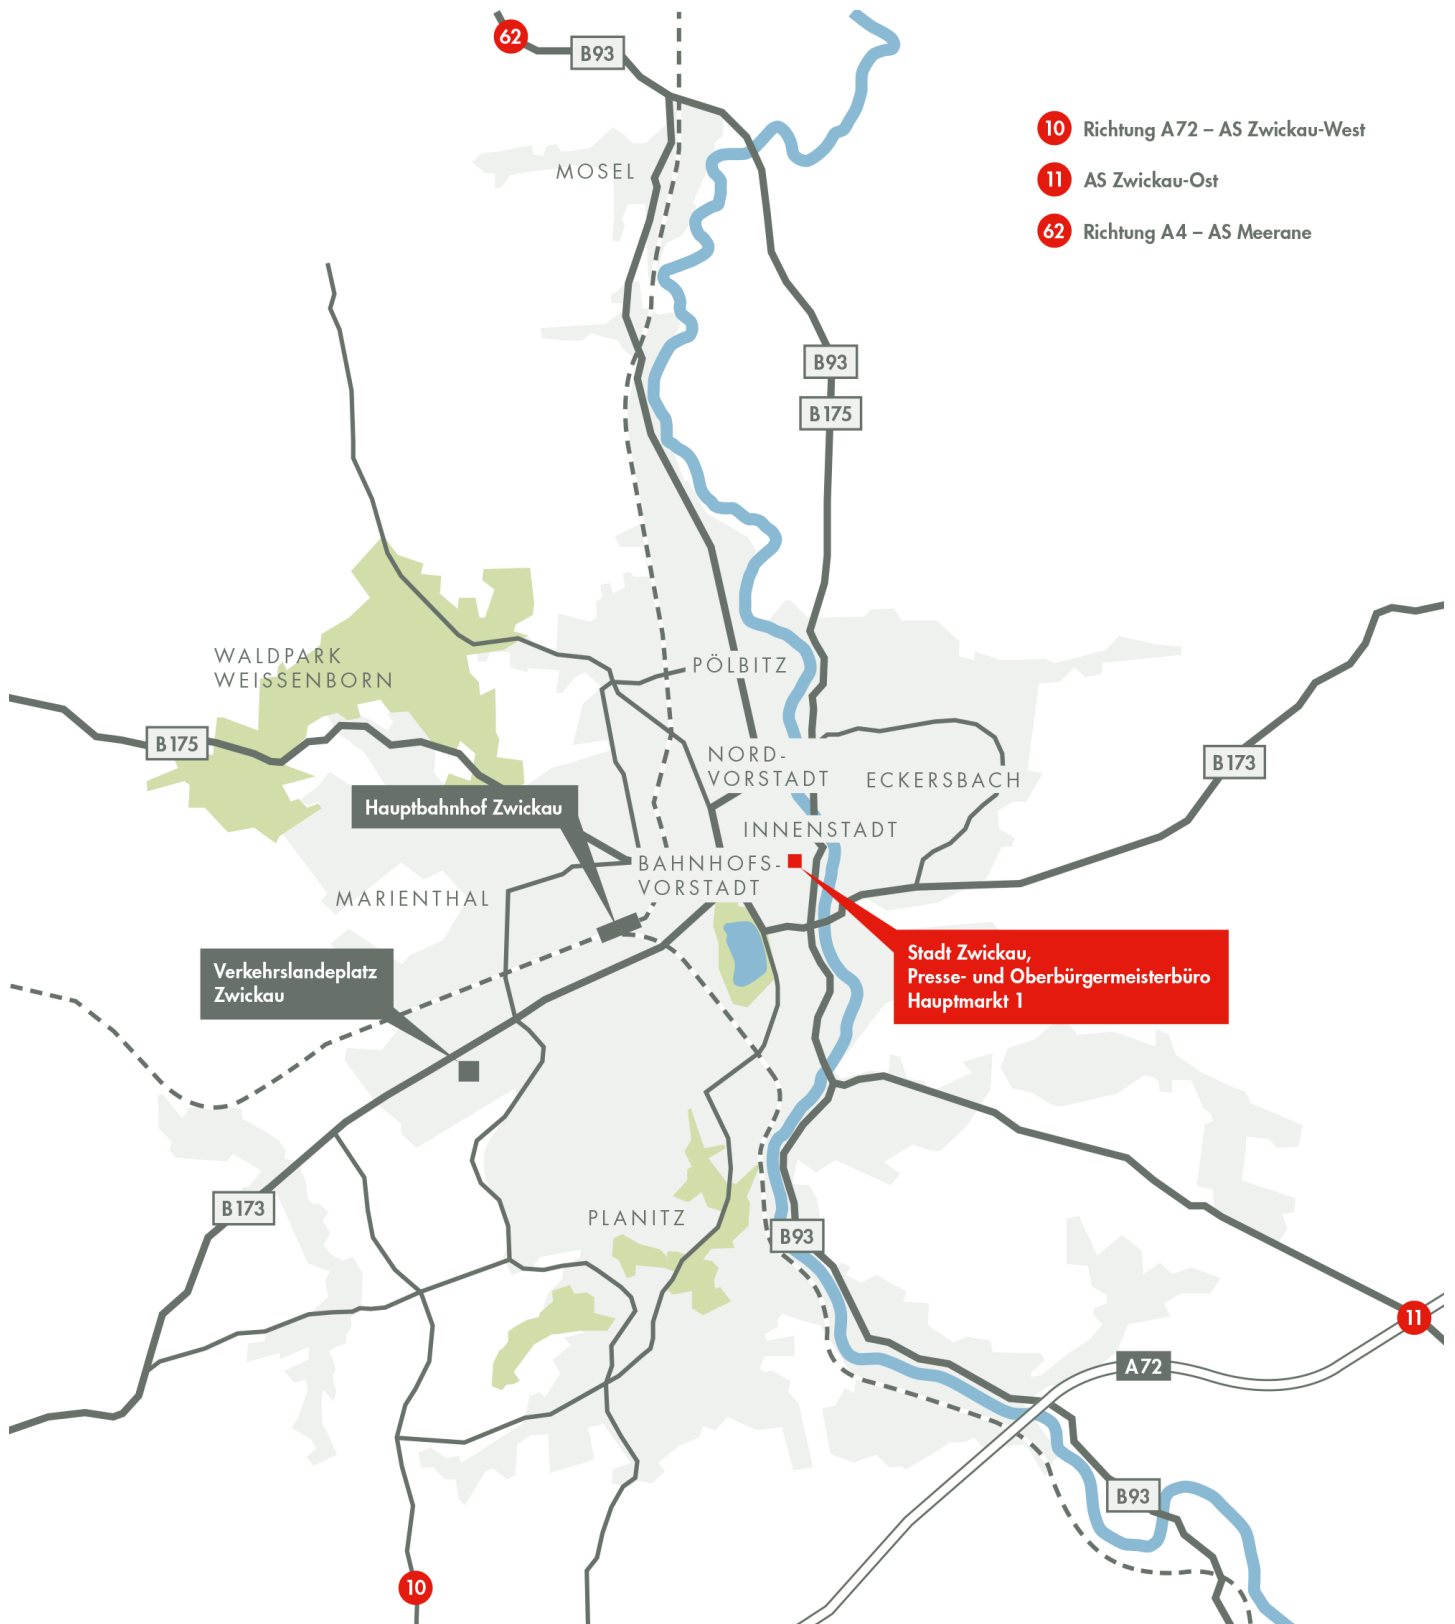 62
B93
10 Richtung A72 – AS Zwickau-West
MOSEL
11 AS Zwickau-Ost
62 Richtung A4 – AS Meerane
B93
B175
WALDPARK
WEISSENBORN
PÖLBITZ
B175
NORD-
VORSTADT
ECKERSBACH
B173
Hauptbahnhof Zwickau
INNENSTADT
BAHNHOFS-
VORSTADT
MARIENTHAL
Stadt Zwickau,
Presse- und Oberbürgermeisterbüro
Hauptmarkt 1
Verkehrslandeplatz
Zwickau
B173
PLANITZ
B93
11
A72
B93
10